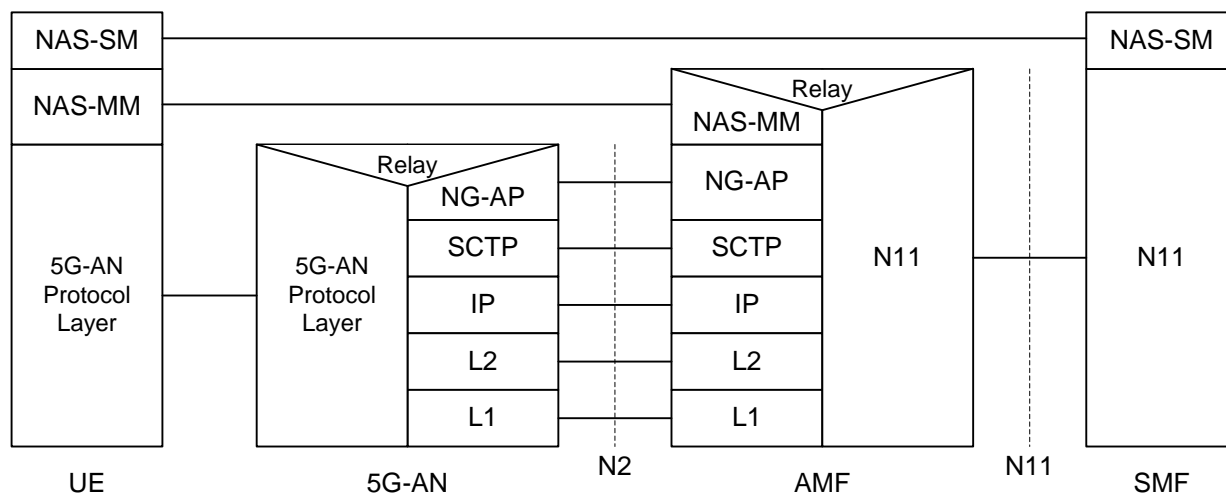 NAS-SM
NAS-SM
NAS-MM
Relay
NAS-MM
Relay
NG-AP
NG-AP
SCTP
SCTP
N11
N11
5G-AN
Protocol
Layer
5G-AN
Protocol
Layer
IP
IP
L2
L2
L1
L1
N2
N11
UE
5G-AN
AMF
SMF